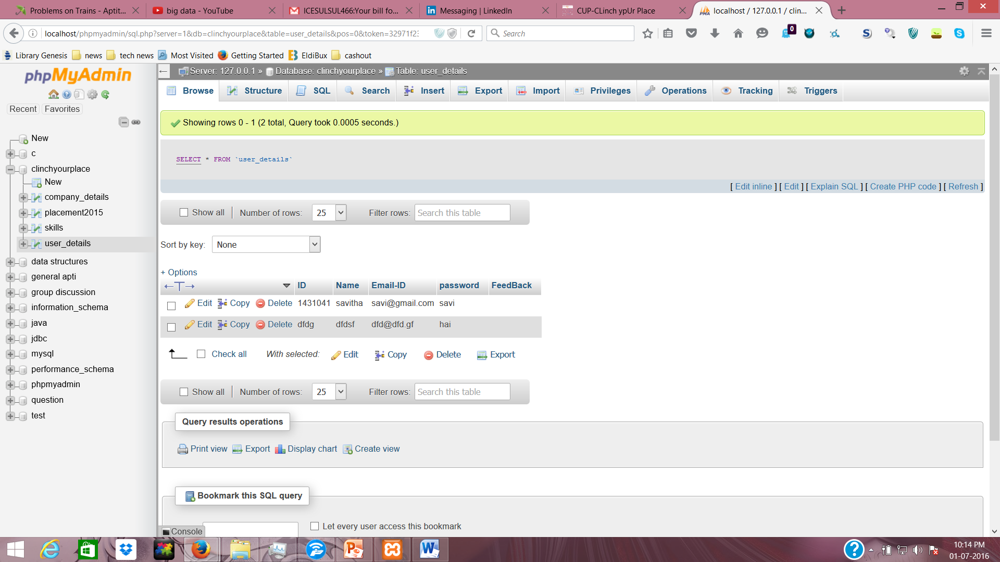 Problems on Trains - Aptit...
big data - YouTube
ICESULSUL466:Your bill fo...
Messaging | LinkedIn
CUP-CLinch ypUr Place
localhost / 127.0.0.1 / clin...
localhost/phpmyadmin/sql.php?server=1&db=clinchyourplace&table=user_details&pos=0&token=32971f23
Search
0
Library Genesis
news
tech news
Most Visited
Getting Started
EldiBux
cashout
phpMyAdmin
Recent
Favorites
New
c
clinchyourplace
New
company_details
placement2015
skills
user_details
data structures
general apti
group discussion
information_schema
java
jdbc
mysql
performance_schema
phpmyadmin
question
test
Server: 127.0.0.1 » Database: clinchyourplace » Table: user_details
Browse
Structure
SQL
Search
Insert
Export
Import
Privileges
Operations
Tracking
Triggers
Showing rows 0 - 1 (2 total, Query took 0.0005 seconds.)
SELECT * FROM `user_details`
[ Edit inline ] [ Edit ] [ Explain SQL ] [ Create PHP code ] [ Refresh ]
Show all | Number of rows: 25 Filter rows: Search this table
Sort by key: None
+ Options
ID Name Email-ID password FeedBack
Edit Copy Delete 1431041 savitha savi@gmail.com savi
Edit Copy Delete dfdg dfdsf dfd@dfd.gf hai
Check all With selected: Edit Copy Delete Export
Show all | Number of rows: 25 Filter rows: Search this table
Query results operations
Print view Export Display chart Create view
Bookmark this SQL query
Let every user access this bookmark
Console
10:14 PM
01-07-2016